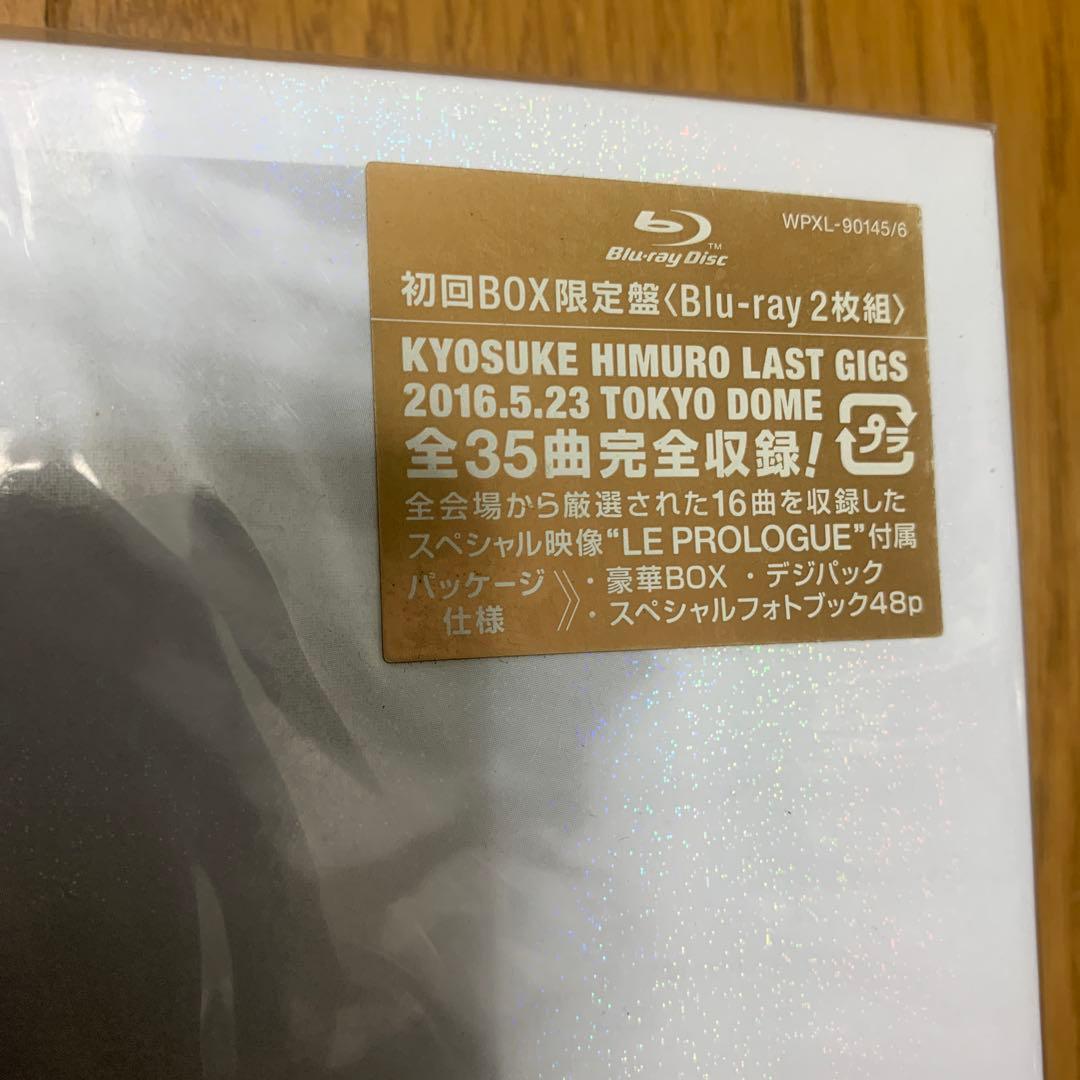 Blu-ray Disc™
WPXL-90145/6
初回BOX限定盤〈Blu-ray 2枚組〉
KYOSUKE HIMURO LAST GIGS
2016.5.23 TOKYO DOME
全35曲完全収録!
プラ
全会場から厳選された16曲を収録した
スペシャル映像“LE PROLOGUE”付属
パッケージ仕様》・豪華BOX ・デジパック
・スペシャルフォトブック48p